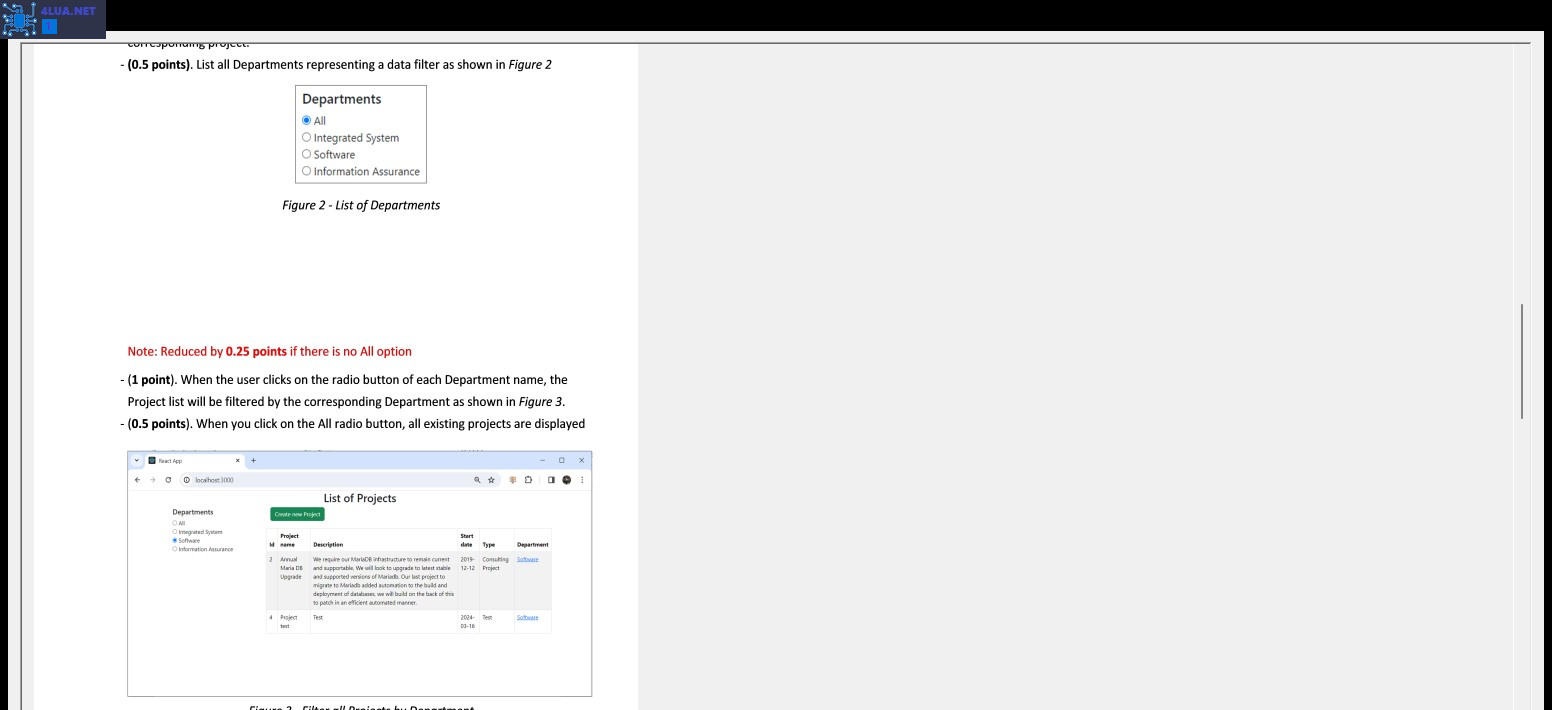 4LUA.NET
corresponding project.
- (0.5 points). List all Departments representing a data filter as shown in Figure 2
Departments
All
Integrated System
Software
Information Assurance
Figure 2 - List of Departments
Note: Reduced by 0.25 points if there is no All option
- (1 point). When the user clicks on the radio button of each Department name, the
Project list will be filtered by the corresponding Department as shown in Figure 3.
- (0.5 points). When you click on the All radio button, all existing projects are displayed
React App
localhost:3000
List of Projects
Departments
All
Integrated System
Software
Information Assurance
Create new Project
Id Project name Description Start date Type Department
2 Annual Maria DB Upgrade
We require our MariaDB infrastructure to remain current
and supportable. We will look to upgrade to latest stable
and supported versions of Mariadb. Our last project to
migrate to Mariadb added automation to the build and
deployment of databases, we will build on the back of this
to patch in an efficient automated manner.
2019-12-12 Consulting Project Software
4 Project test Test 2024-03-16 Test Software
Figure 3 - Filter all Projects by Department